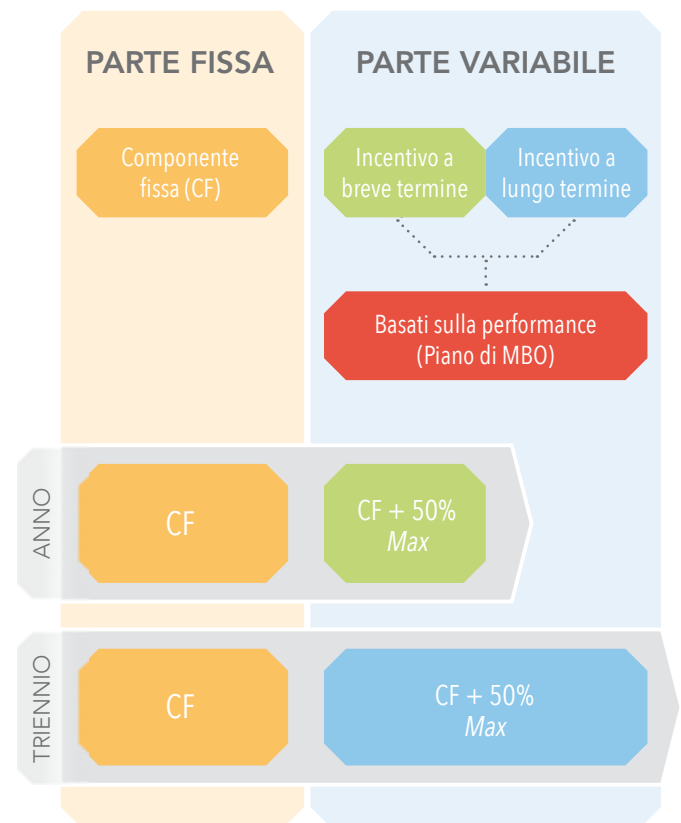 PARTE FISSA
PARTE VARIABILE
Componente
fissa (CF)
Incentivo a
breve termine
Incentivo a
lungo termine
Basati sulla performance
(Piano di MBO)
ANNO
CF
CF + 50%
Max
TRIENNIO
CF
CF + 50%
Max